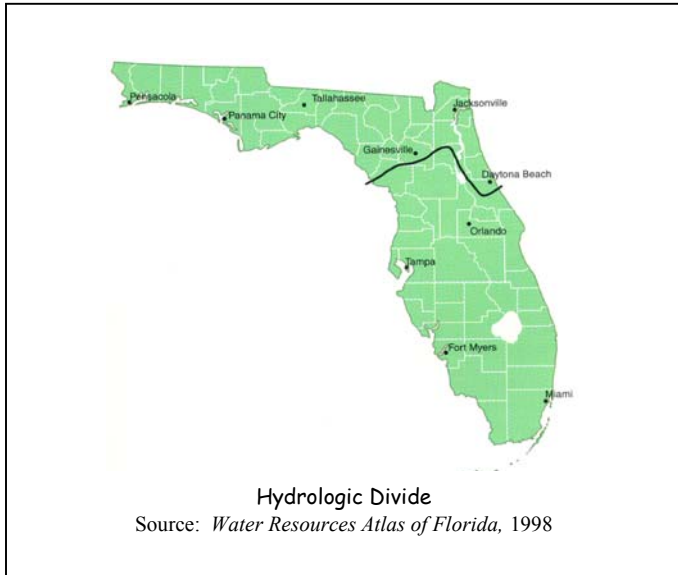 Pensacola
Panama City
Tallahassee
Jacksonville
Gainesville
Daytona Beach
Orlando
Tampa
Fort Myers
Miami
Hydrologic Divide
Source: Water Resources Atlas of Florida, 1998